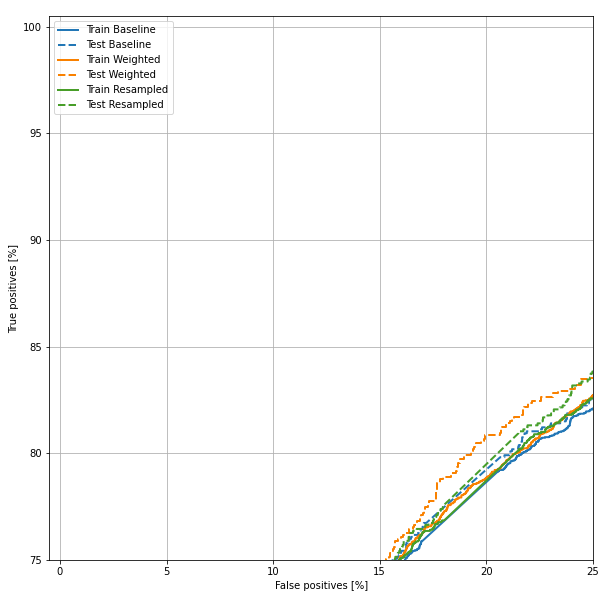 100
95
90
85
80
75
True positives [%]
Train Baseline
Test Baseline
Train Weighted
Test Weighted
Train Resampled
Test Resampled
0
5
10
15
20
25
False positives [%]